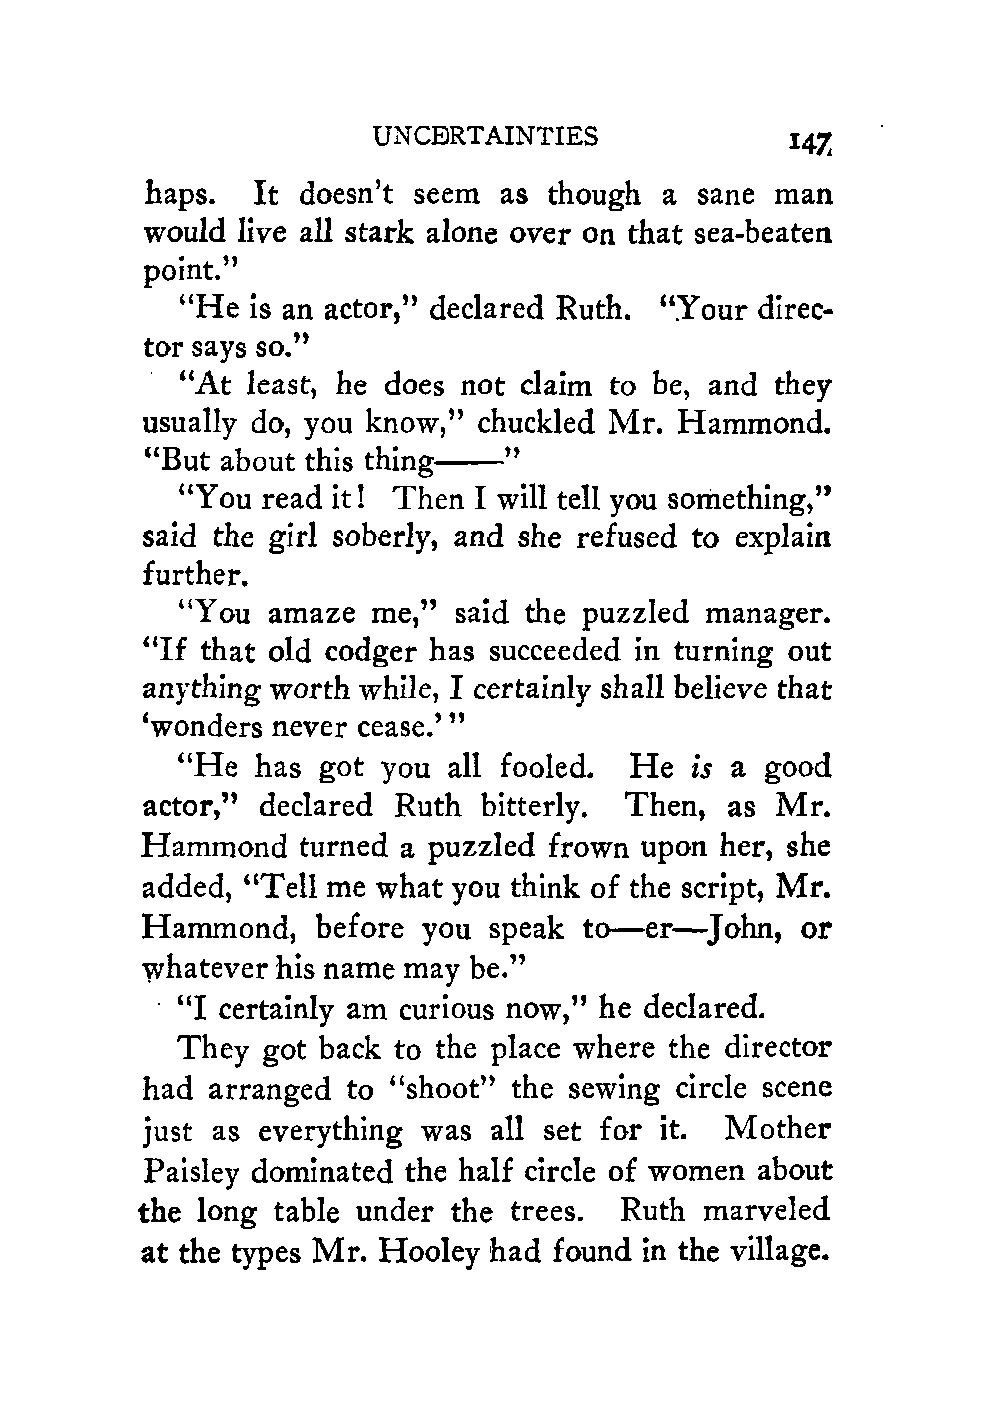 UNCERTAINTIES 147
haps. It doesn't seem as though a sane man
would live all stark alone over on that sea-beaten
point."
"He is an actor," declared Ruth. "Your direc-
tor says so."
"At least, he does not claim to be, and they
usually do, you know," chuckled Mr. Hammond.
"But about this thing——"
"You read it! Then I will tell you something,"
said the girl soberly, and she refused to explain
further.
"You amaze me," said the puzzled manager.
"If that old codger has succeeded in turning out
anything worth while, I certainly shall believe that
'wonders never cease.'"
"He has got you all fooled. He is a good
actor," declared Ruth bitterly. Then, as Mr.
Hammond turned a puzzled frown upon her, she
added, "Tell me what you think of the script, Mr.
Hammond, before you speak to—er—John, or
whatever his name may be."
"I certainly am curious now," he declared.
They got back to the place where the director
had arranged to "shoot" the sewing circle scene
just as everything was all set for it. Mother
Paisley dominated the half circle of women about
the long table under the trees. Ruth marveled
at the types Mr. Hooley had found in the village.